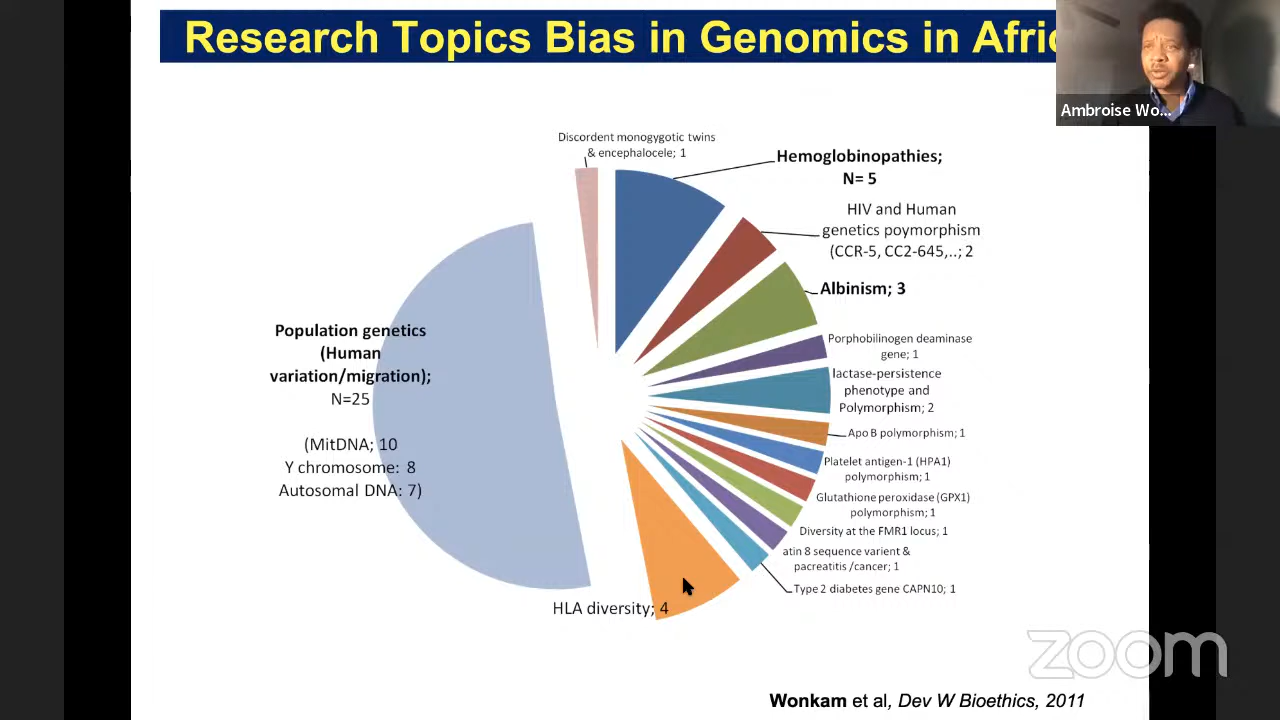 Research Topics Bias in Genomics in Afric
Ambroise Wo...
Discordent monogygotic twins
& encephalocele; 1
Hemoglobinopathies;
N= 5
HIV and Human
genetics poymorphism
(CCR-5, CC2-645,..; 2
Albinism; 3
Porphobilinogen deaminase
gene; 1
lactase-persistence
phenotype and
Polymorphism; 2
Apo B polymorphism; 1
Platelet antigen-1 (HPA1)
polymorphism; 1
Glutathione peroxidase (GPX1)
polymorphism; 1
Diversity at the FMR1 locus; 1
atin 8 sequence varient &
pacreatitis /cancer; 1
Type 2 diabetes gene CAPN10; 1
HLA diversity; 4
Population genetics
(Human
variation/migration);
N=25
(MitDNA; 10
Y chromosome: 8
Autosomal DNA: 7)
zoom
Wonkam et al, Dev W Bioethics, 2011